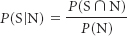 P(S|N) = P(S ∩ N) / P(N)